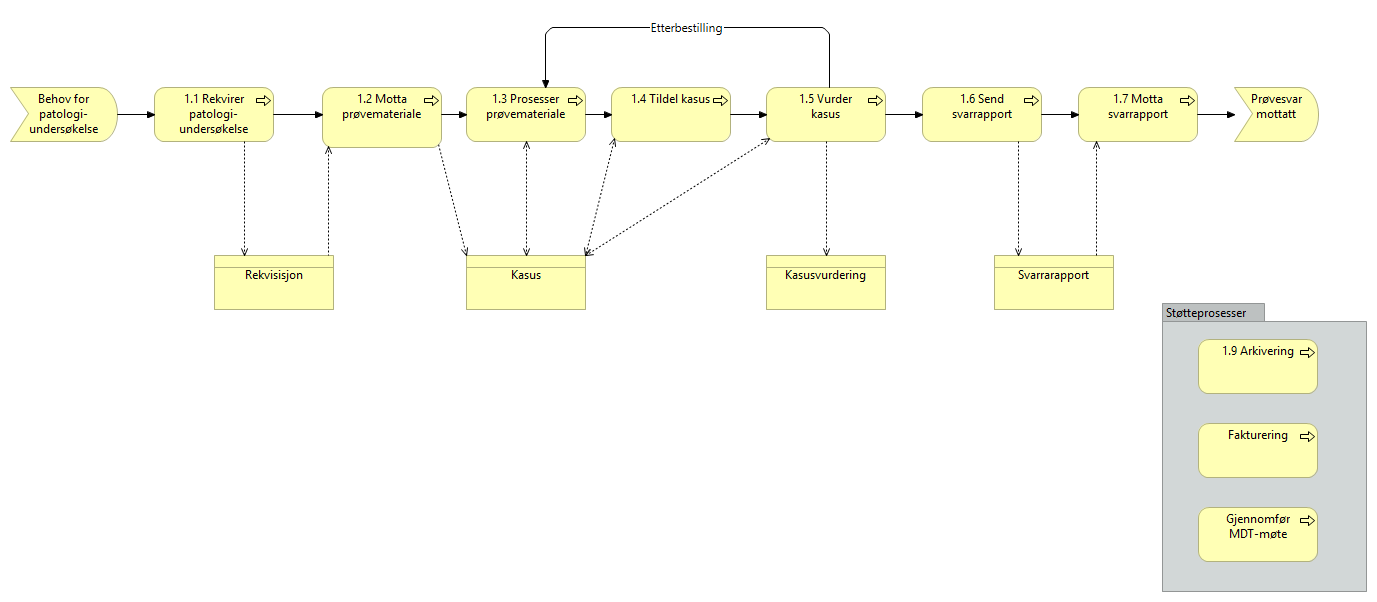 Etterbestilling
Behov for
patologi-
undersøkelse
1.1 Rekvirer
patologi-
undersøkelse
1.2 Motta
prøvemateriale
1.3 Prosesser
prøvemateriale
1.4 Tildel kasus
1.5 Vurder
kasus
1.6 Send
svarrapport
1.7 Motta
svarrapport
Prøvesvar
mottatt
Rekvisisjon
Kasus
Kasusvurdering
Svarrarapport
Støtteprosesser
1.9 Arkivering
Fakturering
Gjennomfør
MDT-møte